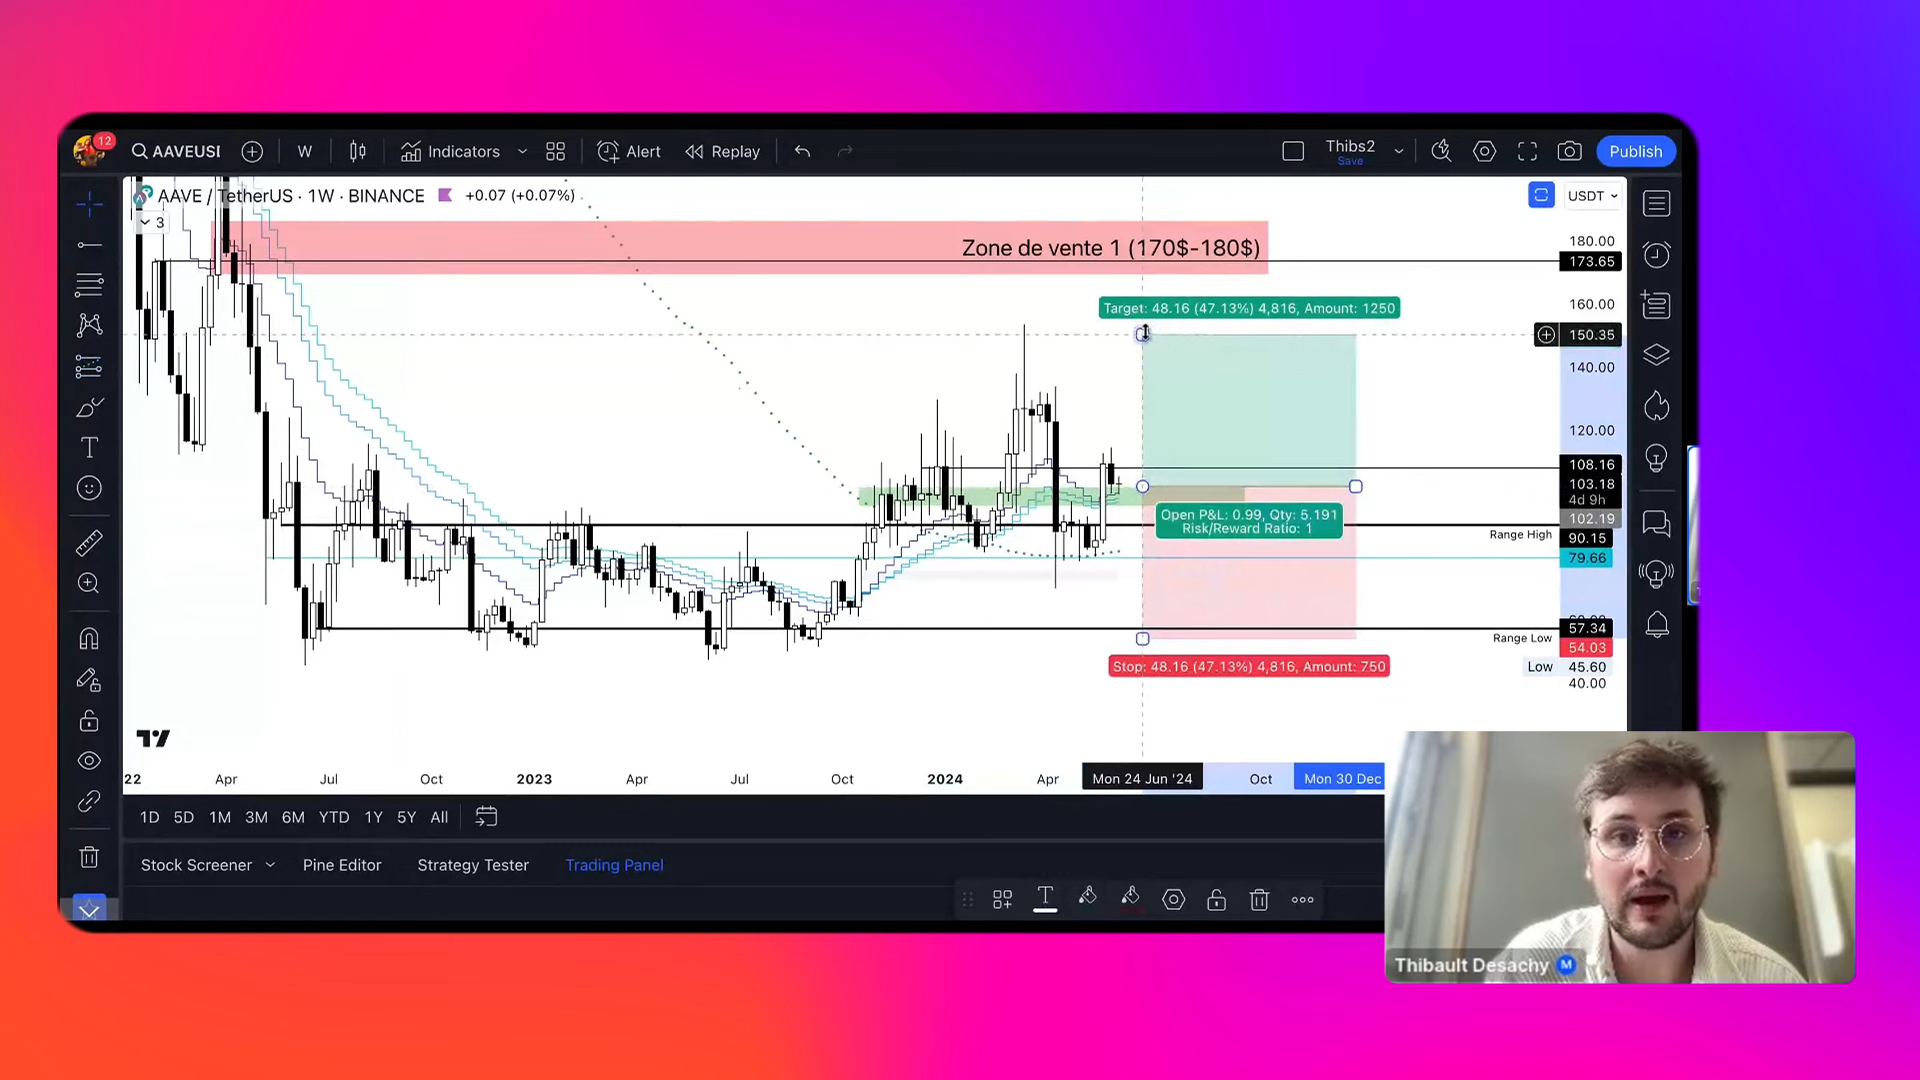 12
AAVEUSI
W
Indicators
Alert
Replay
Thibs2
Save
Publish
AAVE / TetherUS · 1W · BINANCE
+0.07 (+0.07%)
USDT
3
Zone de vente 1 (170$-180$)
180.00
173.65
Target: 48.16 (47.13%) 4,816, Amount: 1250
160.00
150.35
140.00
120.00
108.16
103.18
4d 9h
102.19
Open P&L: 0.99, Qty: 5.191
Risk/Reward Ratio: 1
Range High
90.15
79.66
57.34
Range Low
54.03
Stop: 48.16 (47.13%) 4,816, Amount: 750
Low
45.60
40.00
22
Apr
Jul
Oct
2023
Apr
Jul
Oct
2024
Apr
Mon 24 Jun '24
Oct
Mon 30 Dec
1D
5D
1M
3M
6M
YTD
1Y
5Y
All
Stock Screener
Pine Editor
Strategy Tester
Trading Panel
Thibault Desachy
M